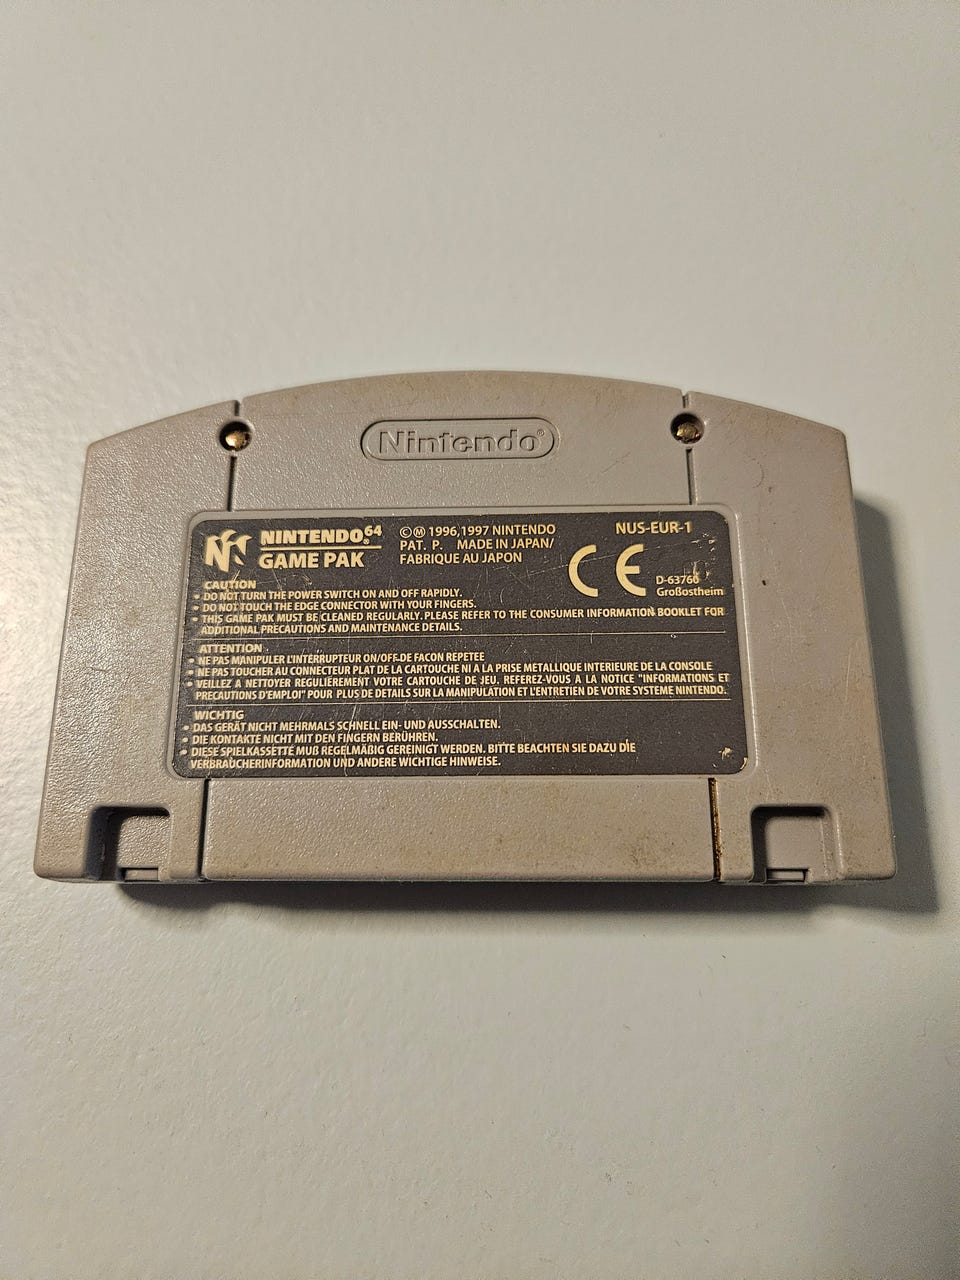 Nintendo®
NINTENDO®64
GAME PAK
©Ⓜ 1996,1997 NINTENDO
PAT. P. MADE IN JAPAN/
FABRIQUE AU JAPON
NUS-EUR-1
CE
D-63760
Großostheim
CAUTION
• DO NOT TURN THE POWER SWITCH ON AND OFF RAPIDLY.
• DO NOT TOUCH THE EDGE CONNECTOR WITH YOUR FINGERS.
• THIS GAME PAK MUST BE CLEANED REGULARLY. PLEASE REFER TO THE CONSUMER INFORMATION BOOKLET FOR
ADDITIONAL PRECAUTIONS AND MAINTENANCE DETAILS.
ATTENTION
• NE PAS MANIPULER L'INTERRUPTEUR ON/OFF DE FACON REPETEE
• NE PAS TOUCHER AU CONNECTEUR PLAT DE LA CARTOUCHE NI A LA PRISE METALLIQUE INTERIEURE DE LA CONSOLE
• VEILLEZ A NETTOYER REGULIEREMENT VOTRE CARTOUCHE DE JEU. REFEREZ-VOUS A LA NOTICE "INFORMATIONS ET
PRECAUTIONS D'EMPLOI" POUR PLUS DE DETAILS SUR LA MANIPULATION ET L'ENTRETIEN DE VOTRE SYSTEME NINTENDO.
WICHTIG
• DAS GERÄT NICHT MEHRMALS SCHNELL EIN- UND AUSSCHALTEN.
• DIE KONTAKTE NICHT MIT DEN FINGERN BERÜHREN.
• DIESE SPIELKASSETTE MUß REGELMÄßIG GEREINIGT WERDEN. BITTE BEACHTEN SIE DAZU DIE
VERBRAUCHERINFORMATION UND ANDERE WICHTIGE HINWEISE.